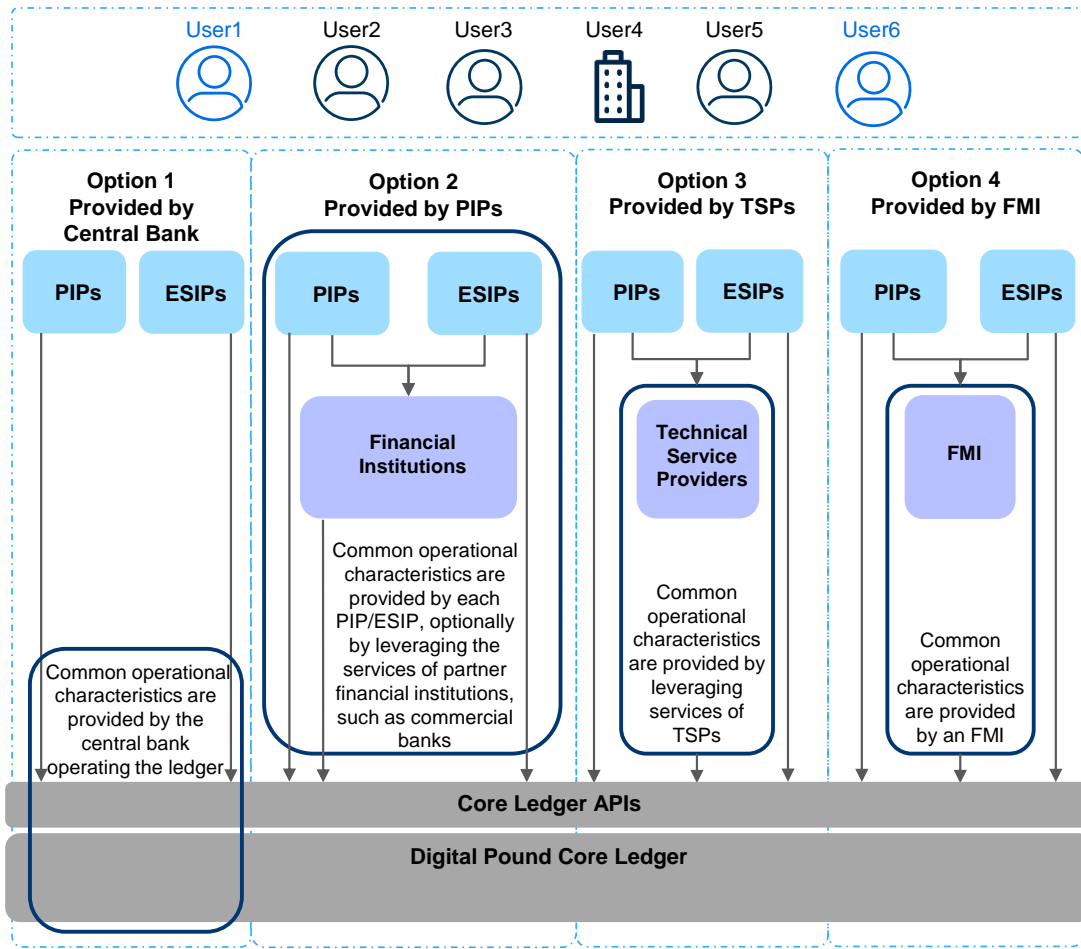 User1
User2
User3
User4
User5
User6
Option 1
Provided by
Central Bank
PIPs
ESIPs
Common operational
characteristics are
provided by the
central bank
operating the ledger
Option 2
Provided by PIPs
PIPs
ESIPs
Financial
Institutions
Common operational
characteristics are
provided by each
PIP/ESIP, optionally
by leveraging the
services of partner
financial institutions,
such as commercial
banks
Option 3
Provided by TSPs
PIPs
ESIPs
Technical
Service
Providers
Common
operational
characteristics
are provided by
leveraging
services of
TSPs
Option 4
Provided by FMI
PIPs
ESIPs
FMI
Common
operational
characteristics
are provided
by an FMI
Core Ledger APIs
Digital Pound Core Ledger